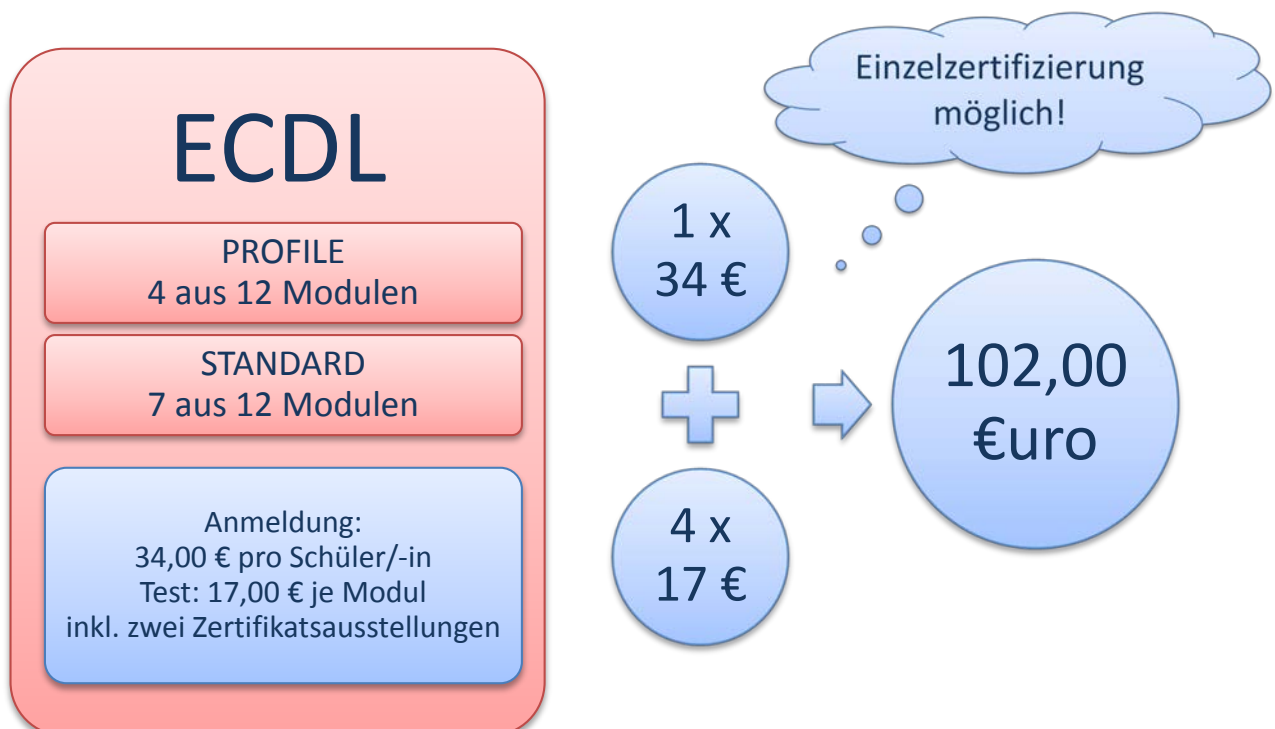 ECDL
PROFILE
4 aus 12 Modulen
STANDARD
7 aus 12 Modulen
Anmeldung:
34,00 € pro Schüler/-in
Test: 17,00 € je Modul
inkl. zwei Zertifikatsausstellungen
Einzelzertifizierung
möglich!
1 x
34 €
4 x
17 €
102,00
€uro